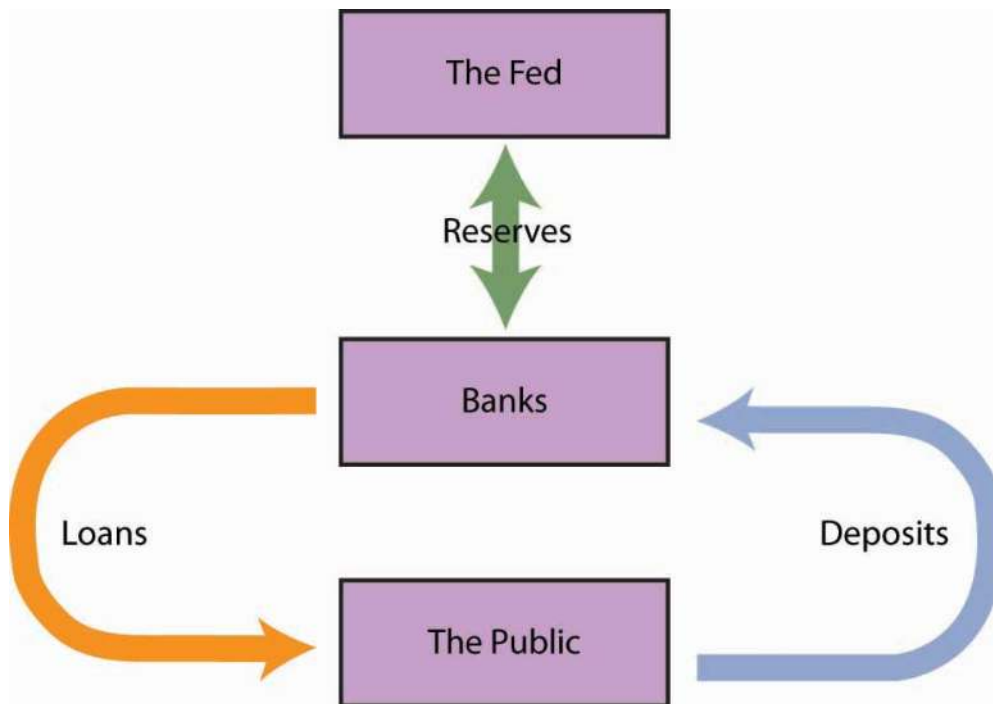 The Fed
Reserves
Banks
Loans
Deposits
The Public